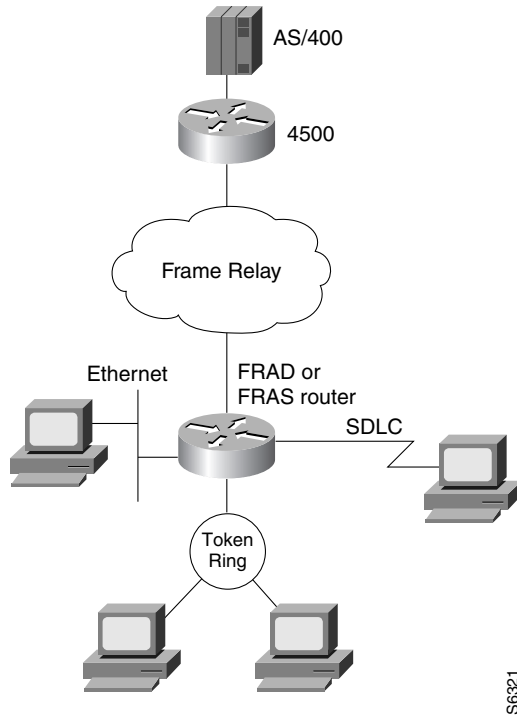 AS/400
4500
Frame Relay
Ethernet
FRAD or
FRAS router
SDLC
Token
Ring
S6321